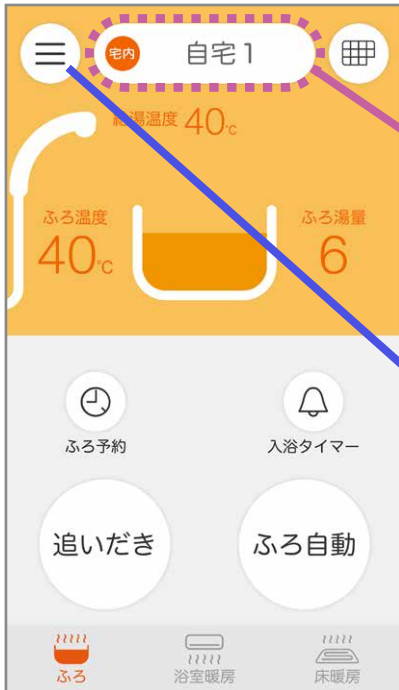 宅内 自宅1
給湯温度 40℃
ふろ温度 ふろ湯量
40℃ 6
ふろ予約 入浴タイマー
追いだき ふろ自動
ふろ 浴室暖房 床暖房